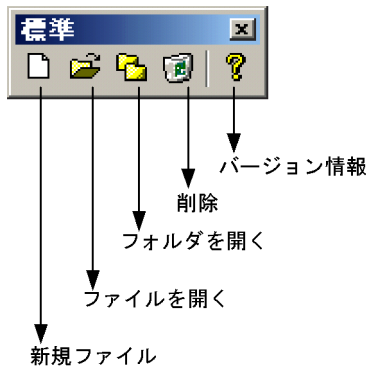 標準
バージョン情報
削除
フォルダを開く
ファイルを開く
新規ファイル